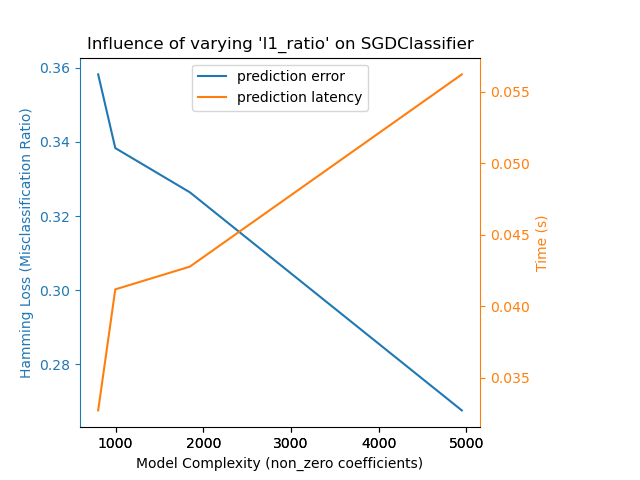 Influence of varying 'l1_ratio' on SGDClassifier
prediction error
prediction latency
Hamming Loss (Misclassification Ratio)
0.36
0.34
0.32
0.30
0.28
0.055
0.050
0.045
0.040
0.035
Time (s)
1000 2000 3000 4000 5000
Model Complexity (non_zero coefficients)